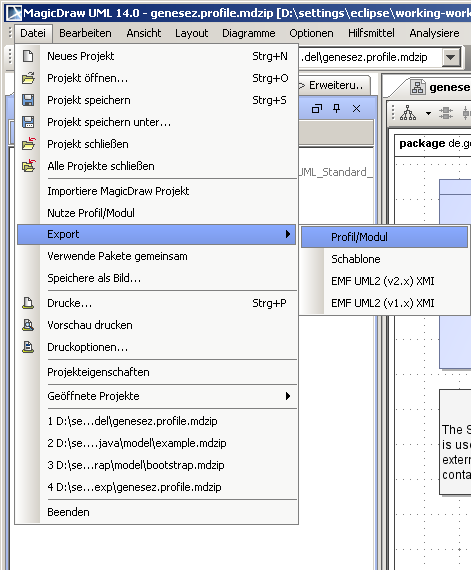 MagicDraw UML 14.0 - genesez.profile.mdzip [D:\settings\eclipse\working-work
Datei Bearbeiten Ansicht Layout Diagramme Optionen Hilfsmittel Analysiere
Neues Projekt Strg+N
.del\genesez.profile.mdzip
Projekt öffnen... Strg+O
> Erweiteru..
genese
Projekt speichern Strg+S
Projekt speichern unter...
Projekt schließen
package de.ge
Alle Projekte schließen
UML_Standard_
Importiere MagicDraw Projekt
Nutze Profil/Modul
Export
Profil/Modul
Verwende Pakete gemeinsam
Schablone
Speichere als Bild...
EMF UML2 (v2.x) XMI
Drucke... Strg+P
EMF UML2 (v1.x) XMI
Vorschau drucken
Druckoptionen...
Projekteigenschaften
Geöffnete Projekte
1 D:\se...del\genesez.profile.mdzip
The S
2 D:\se....java\model\example.mdzip
is use
3 D:\se...rap\model\bootstrap.mdzip
extern
conta
4 D:\se...exp\genesez.profile.mdzip
Beenden